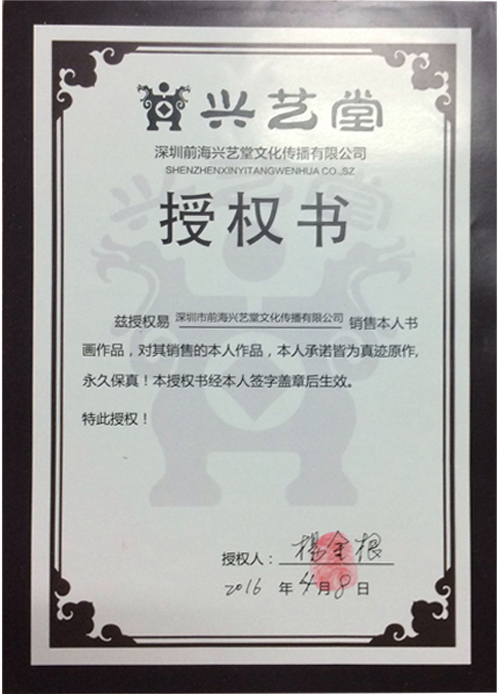 兴艺堂
深圳前海兴艺堂文化传播有限公司
SHENZHENXINYITANGWENHUA CO.,SZ
授权书
兹授权易 深圳市前海兴艺堂文化传播有限公司 销售本人书
画作品，对其销售的本人作品，本人承诺皆为真迹原作，
永久保真！本授权书经本人签字盖章后生效。
特此授权！
授权人：楊金根
2016 年 4 月 8 日